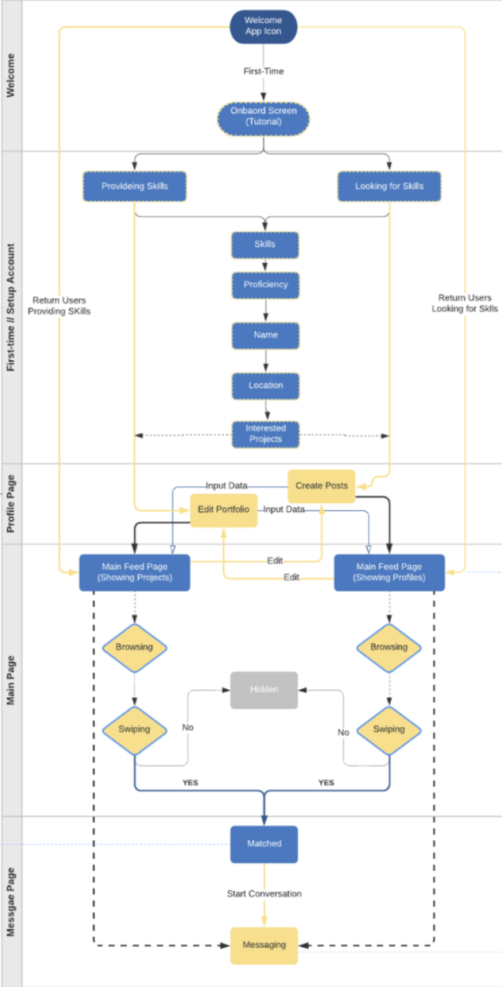 Welcome
Welcome
App Icon
First-Time
Onbaord Screen
(Tutorial)
First-time // Setup Account
Provideing Skills
Looking for Skills
Skills
Proficiency
Name
Location
Interested
Projects
Return Users
Providing SKills
Return Users
Looking for Sklls
Profile Page
Input Data
Create Posts
Edit Portfolio
Input Data
Main Page
Main Feed Page
(Showing Projects)
Edit
Edit
Main Feed Page
(Showing Profiles)
Browsing
Browsing
Hidden
Swiping
Swiping
No
No
YES
YES
Messgae Page
Matched
Start Conversation
Messaging